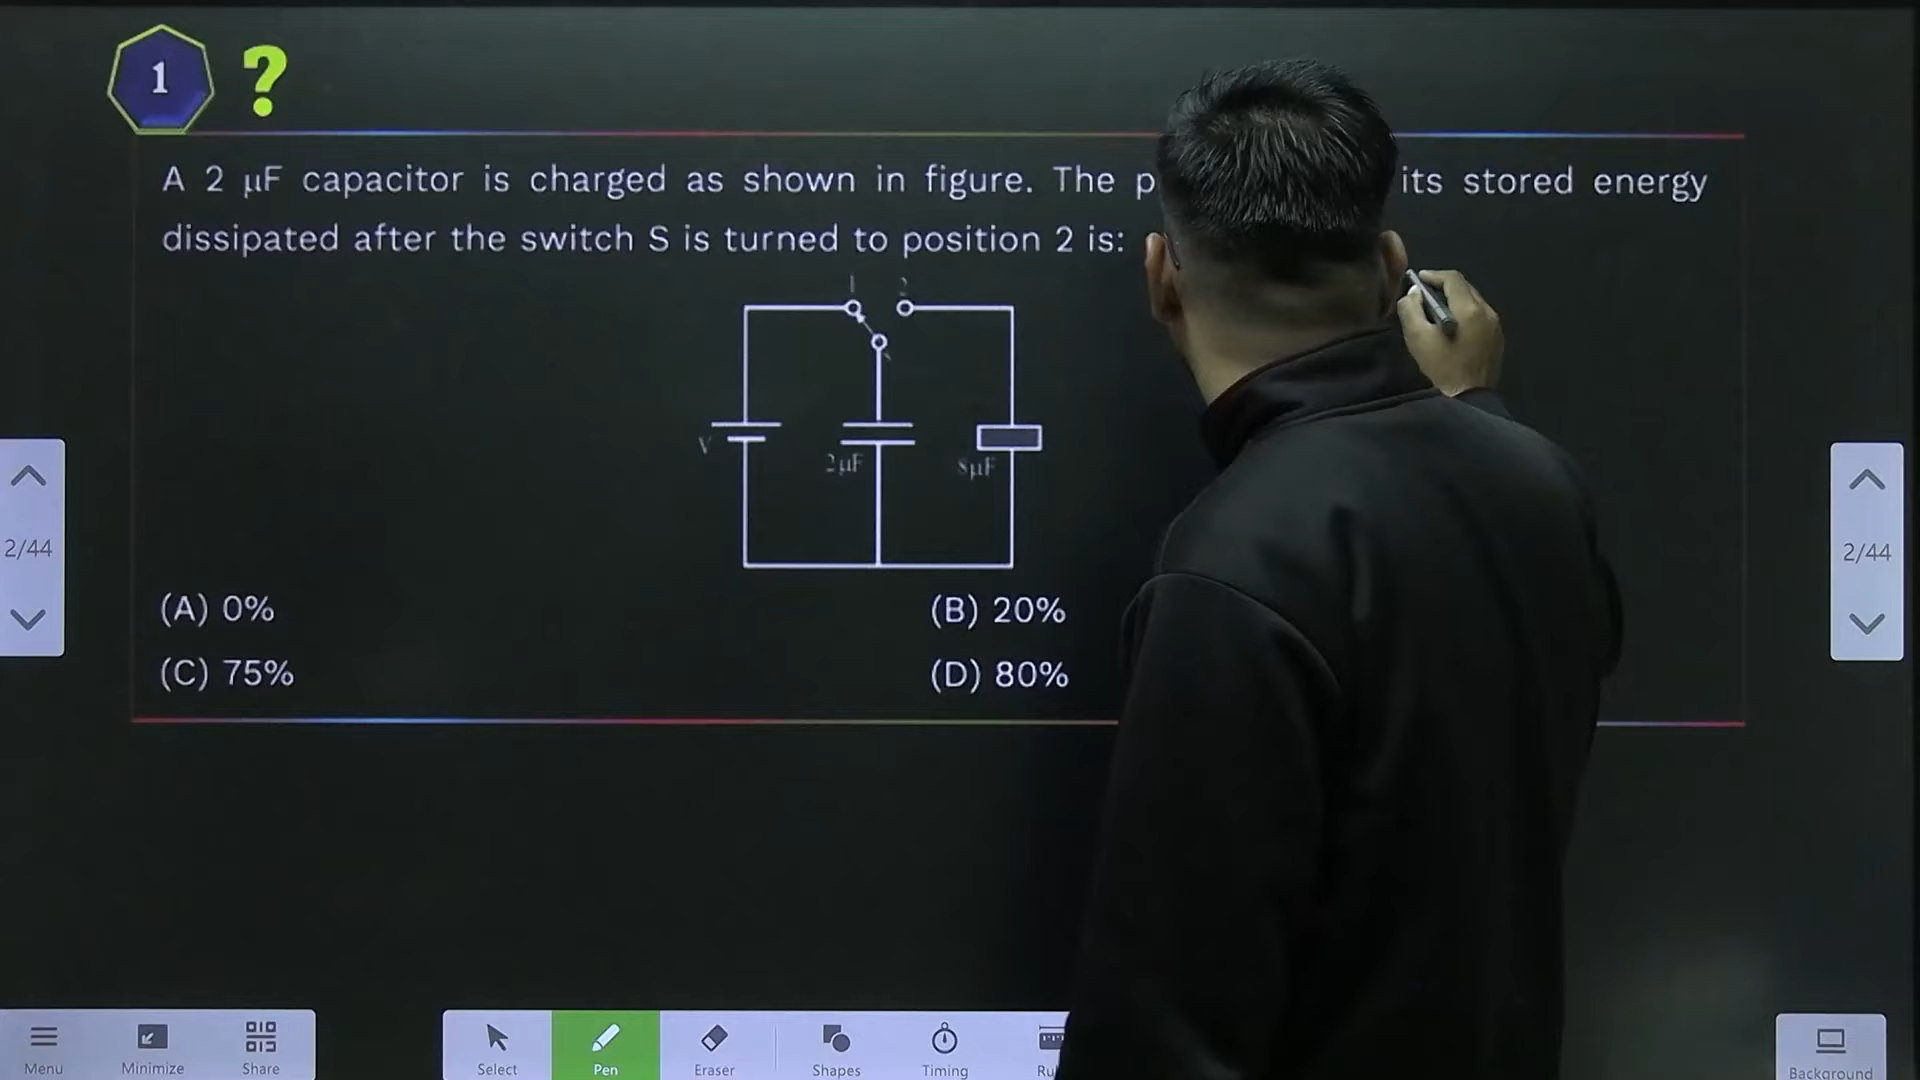 1 ?
A 2 μF capacitor is charged as shown in figure. The p its stored energy
dissipated after the switch S is turned to position 2 is:
1 2
V 2μF 8μF
(A) 0% (B) 20%
(C) 75% (D) 80%
2/44 2/44
Menu Minimize Share Select Pen Eraser Shapes Timing Background